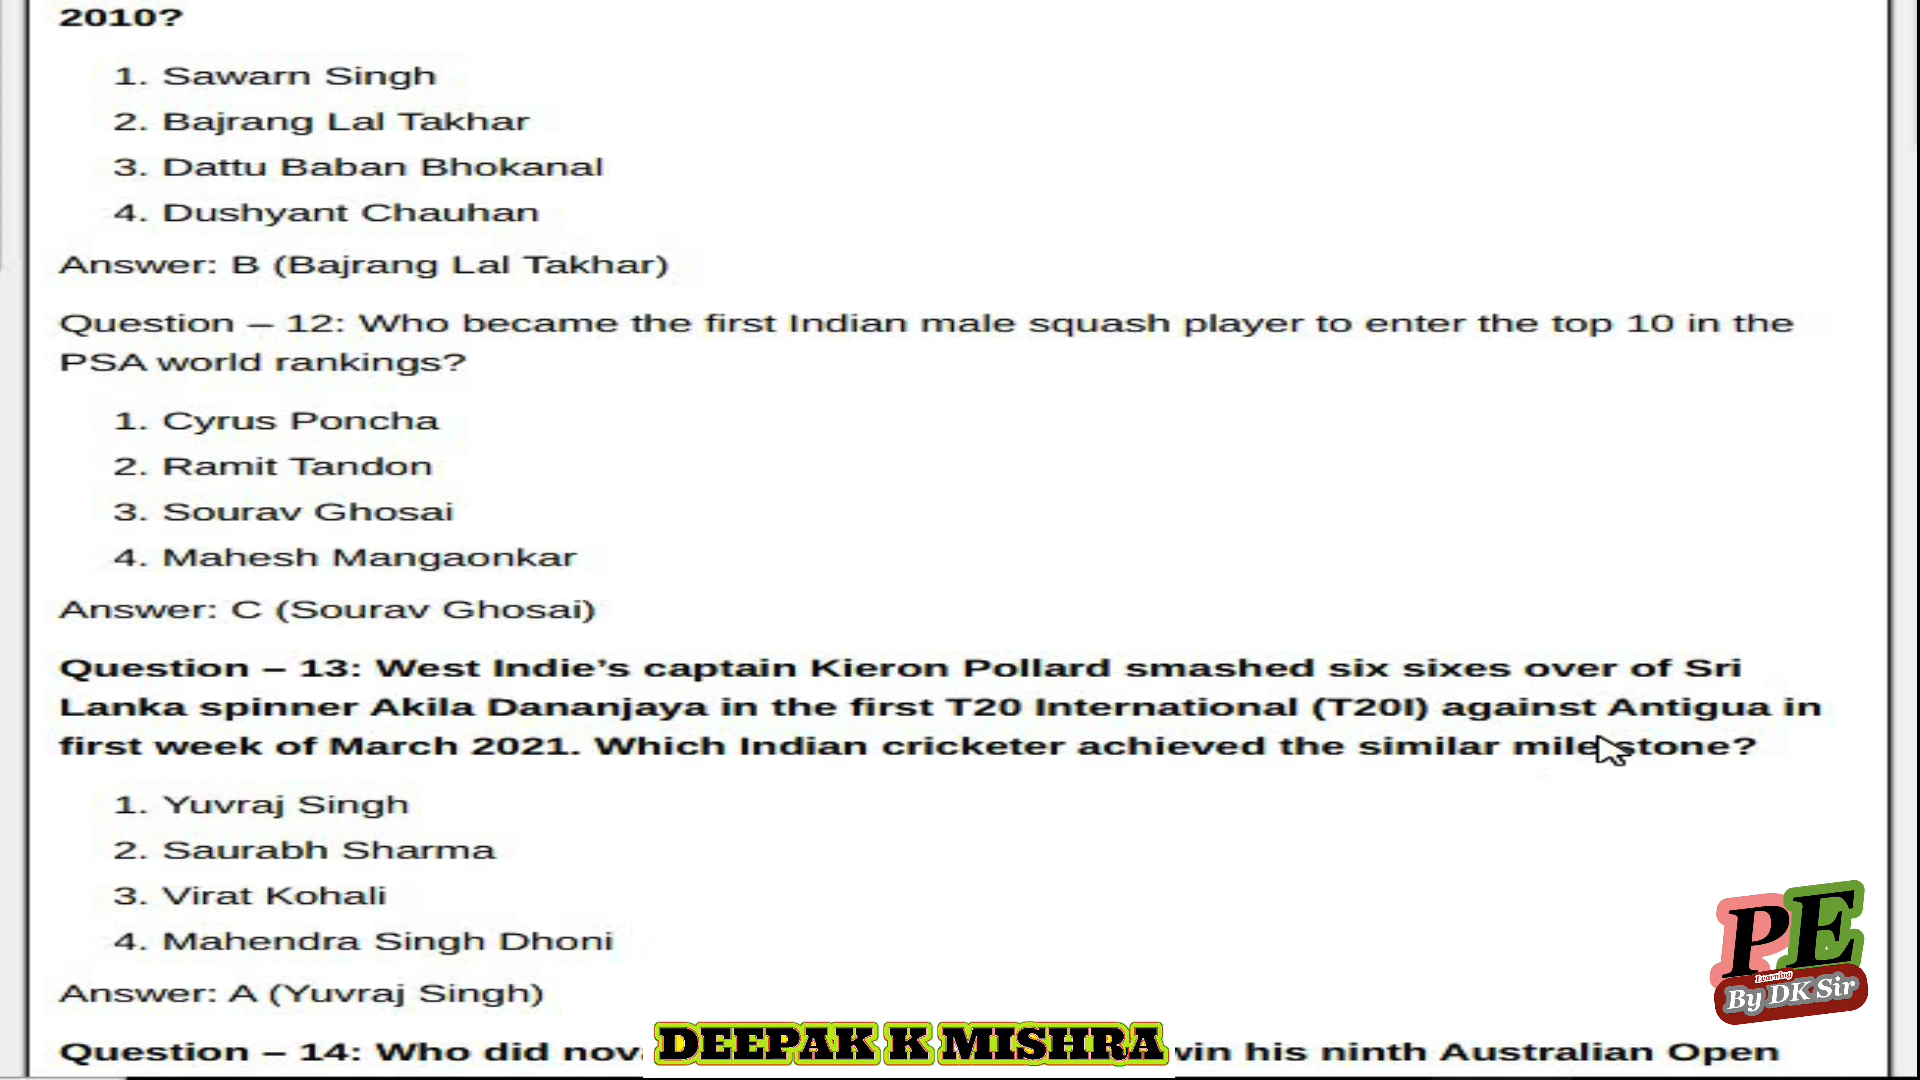 2010?
1. Sawarn Singh
2. Bajrang Lal Takhar
3. Dattu Baban Bhokanal
4. Dushyant Chauhan
Answer: B (Bajrang Lal Takhar)
Question – 12: Who became the first Indian male squash player to enter the top 10 in the
PSA world rankings?
1. Cyrus Poncha
2. Ramit Tandon
3. Sourav Ghosai
4. Mahesh Mangaonkar
Answer: C (Sourav Ghosai)
Question – 13: West Indie’s captain Kieron Pollard smashed six sixes over of Sri
Lanka spinner Akila Dananjaya in the first T20 International (T20I) against Antigua in
first week of March 2021. Which Indian cricketer achieved the similar milestone?
1. Yuvraj Singh
2. Saurabh Sharma
3. Virat Kohali
4. Mahendra Singh Dhoni
Answer: A (Yuvraj Singh)
PE
Learning
By DK Sir
Question – 14: Who did nov win his ninth Australian Open
DEEPAK K MISHRA